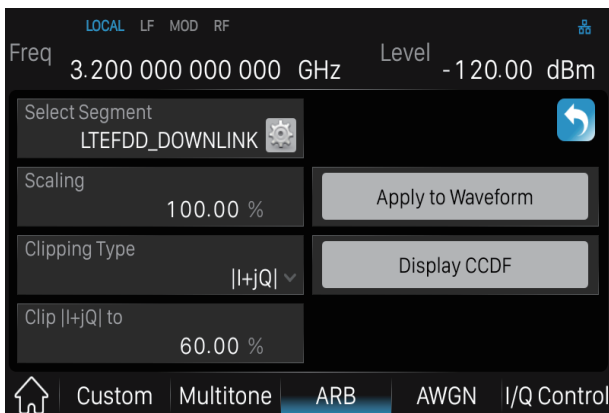 LOCAL LF MOD RF
Freq 3.200 000 000 000 GHz Level -120.00 dBm
Select Segment
LTEFDD_DOWNLINK
Scaling
100.00 %
Apply to Waveform
Clipping Type
|I+jQ|
Display CCDF
Clip |I+jQ| to
60.00 %
Custom Multitone ARB AWGN I/Q Control